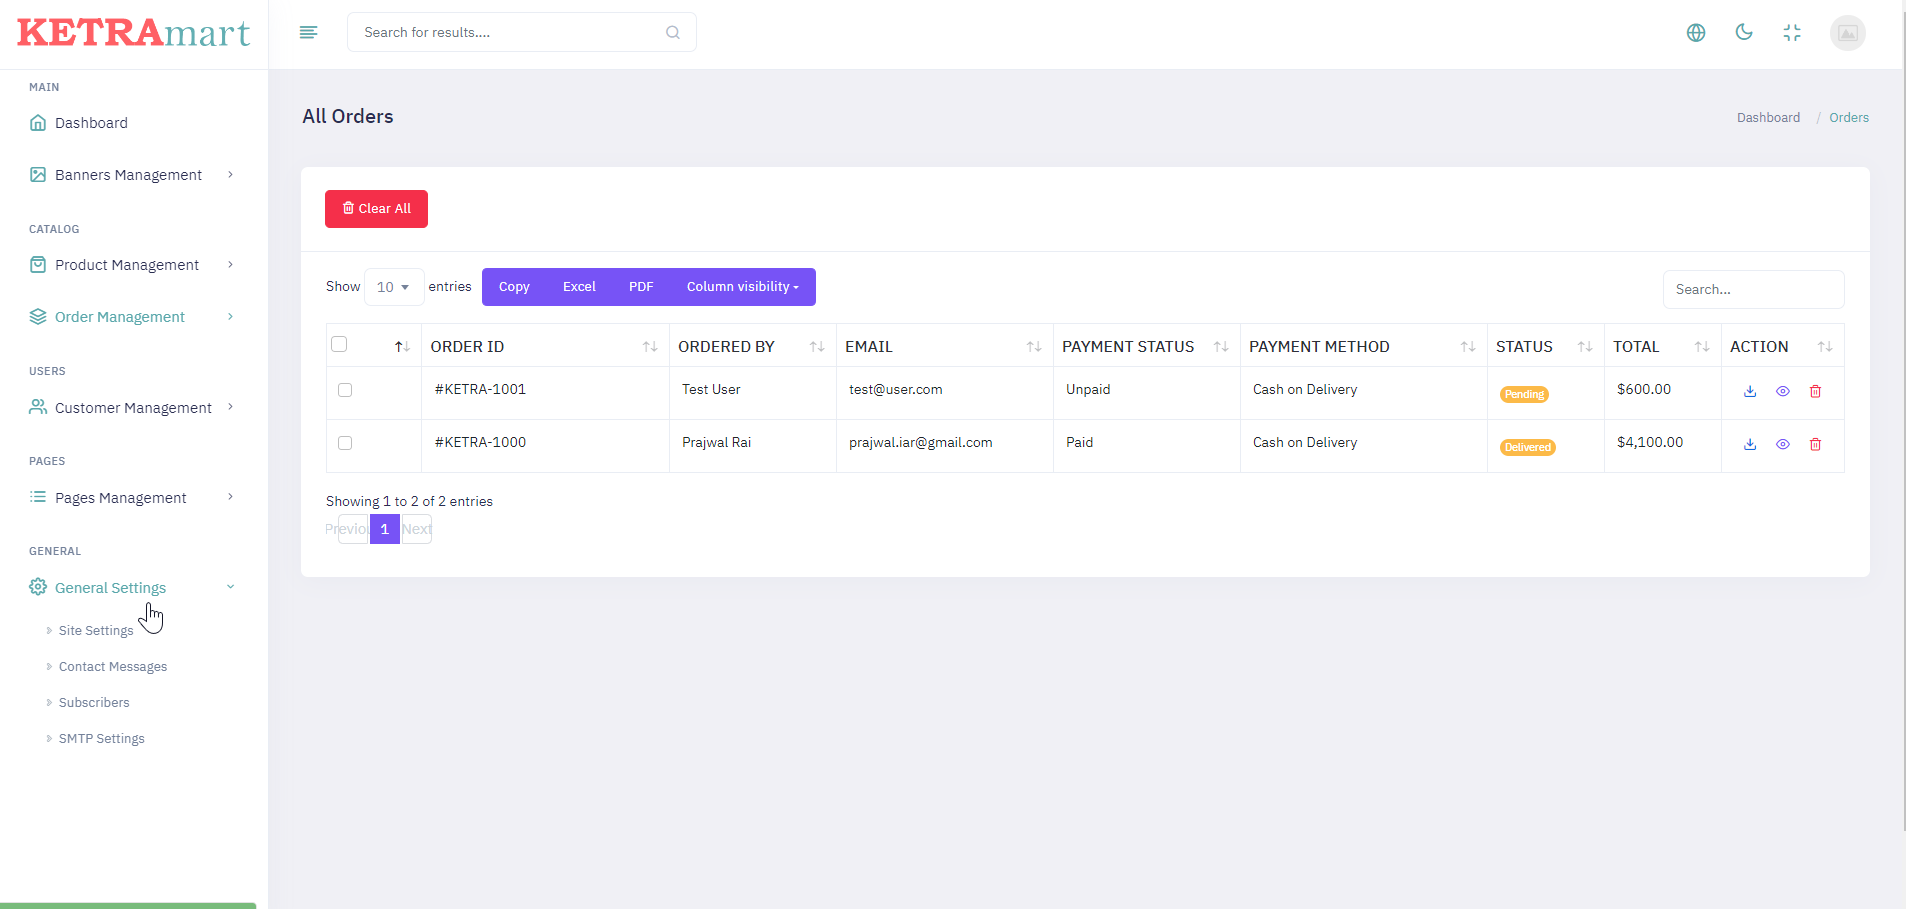 KETRAmart
Search for results....
MAIN
Dashboard
Banners Management
CATALOG
Product Management
Order Management
USERS
Customer Management
PAGES
Pages Management
GENERAL
General Settings
Site Settings
Contact Messages
Subscribers
SMTP Settings
All Orders
Dashboard / Orders
Clear All
Show 10 entries Copy Excel PDF Column visibility
Search...
ORDER ID ORDERED BY EMAIL PAYMENT STATUS PAYMENT METHOD STATUS TOTAL ACTION
#KETRA-1001 Test User test@user.com Unpaid Cash on Delivery Pending $600.00
#KETRA-1000 Prajwal Rai prajwal.iar@gmail.com Paid Cash on Delivery Delivered $4,100.00
Showing 1 to 2 of 2 entries
Previou 1 Next